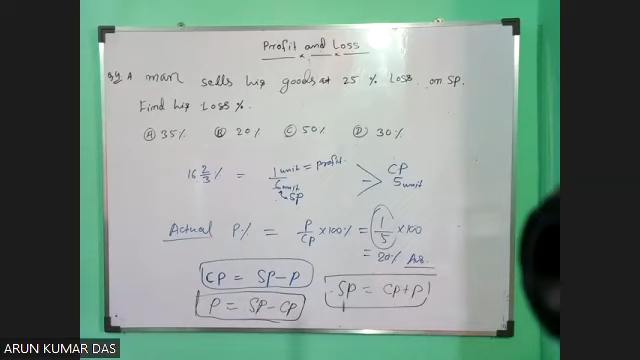 Profit and Loss
A man sells his goods at 25 % Loss on SP.
Find his Loss %.
Ⓐ 35% Ⓑ 20% Ⓒ 50% Ⓓ 30%
16 2/3 % = 1 unit = profit / 6 unit → SP > CP 5 unit
Actual P% = P/CP × 100% = 1/5 × 100
= 20% Ans.
CP = SP - P
P = SP - CP
SP = CP + P
ARUN KUMAR DAS